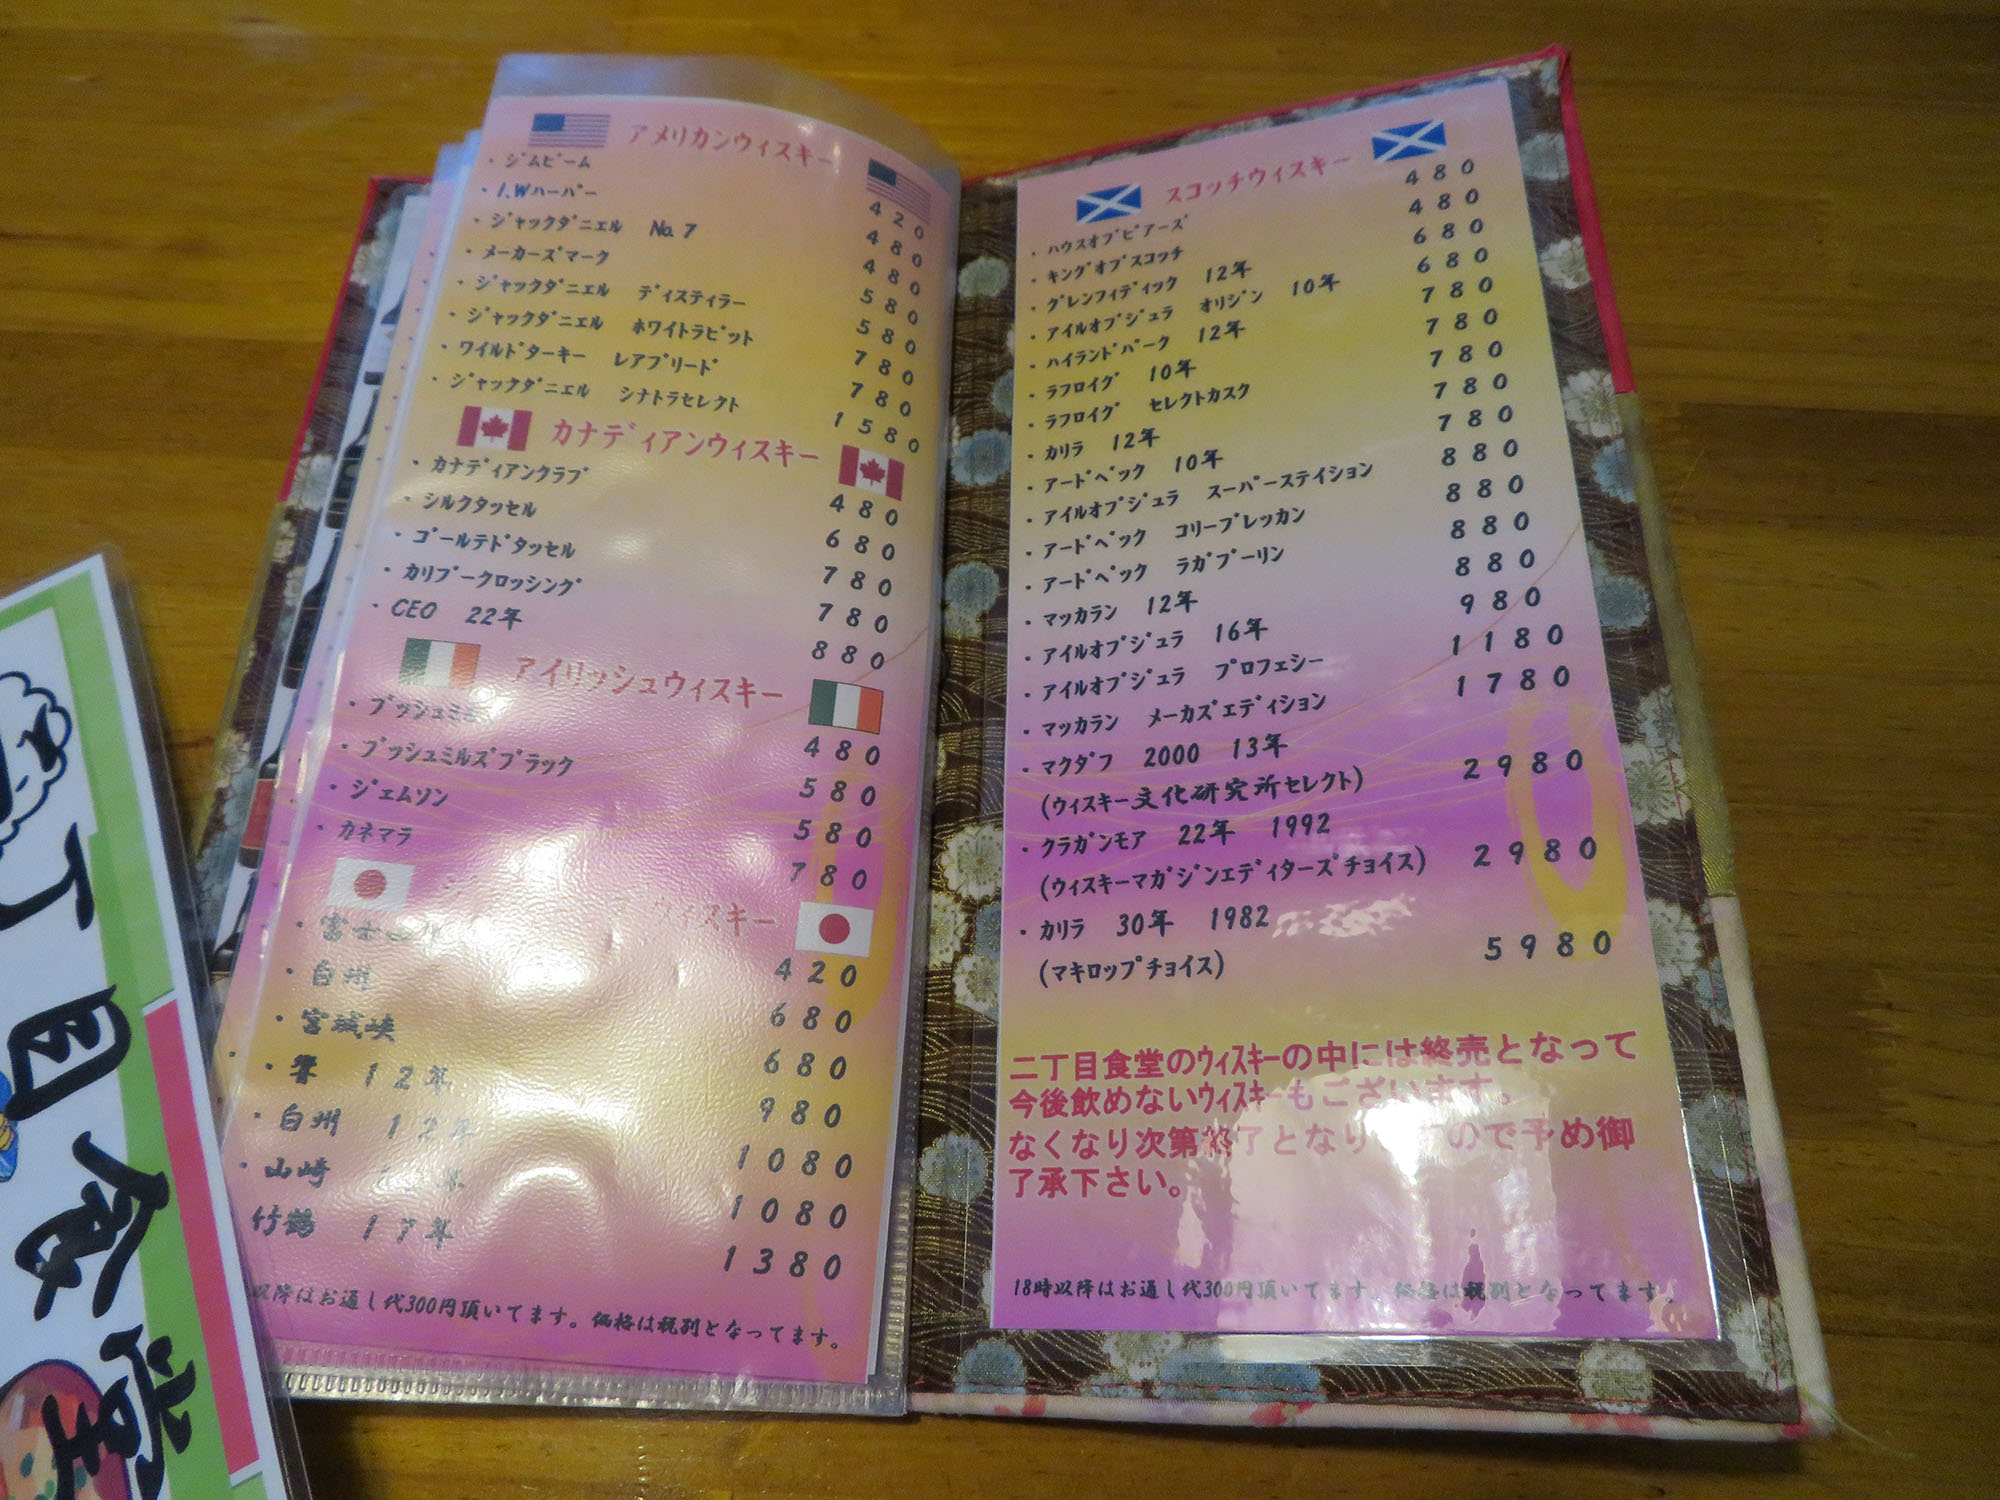 アメリカンウィスキー
・ジムビーム 420
・I.Wハーパー 480
・ジャックダニエル No.7 480
・メーカーズマーク 580
・ジャックダニエル ディスティラー 580
・ジャックダニエル ホワイトラビット 780
・ワイルドターキー レアブリード 780
・ジャックダニエル シナトラセレクト 1580
カナディアンウィスキー
・カナディアンクラブ 480
・シルクタッセル 680
・ゴールテドタッセル 780
・カリブークロッシング 780
・CEO 22年 880
アイリッシュウィスキー
・ブッシュミ 480
・ブッシュミルズブラック 580
・ジェムソン 580
・カネマラ 780
ウィスキー
・富士 420
・白州 680
・宮城峡 680
・響 12年 980
・白州 12年 1080
・山崎 年 1080
竹鶴 17年 1380
以降はお通し代300円頂いてます。価格は税別となってます。
スコッチウィスキー
・ハウスオブピアーズ 480
・キングオブスコッチ 480
・グレンフィディック 12年 680
・アイルオブジュラ オリジン 10年 680
・ハイランドパーク 12年 780
・ラフロイグ 10年 780
・ラフロイグ セレクトカスク 780
・カリラ 12年 780
・アードベック 10年 780
・アイルオブジュラ スーパーステイション 880
・アードベック コリーブレッカン 880
・アードベック ラガブーリン 880
・マッカラン 12年 880
・アイルオブジュラ 16年 980
・アイルオブジュラ プロフェシー 1180
・マッカラン メーカズエディション 1780
・マクダフ 2000 13年
(ウィスキー文化研究所セレクト) 2980
・クラガンモア 22年 1992
(ウィスキーマガジンエディターズチョイス) 2980
・カリラ 30年 1982
(マキロップチョイス) 5980
二丁目食堂のウィスキーの中には終売となって
今後飲めないウィスキーもございます。
なくなり次第終了となりますので予め御
了承下さい。
18時以降はお通し代300円頂いてます。価格は税別となってます。
丁目食堂